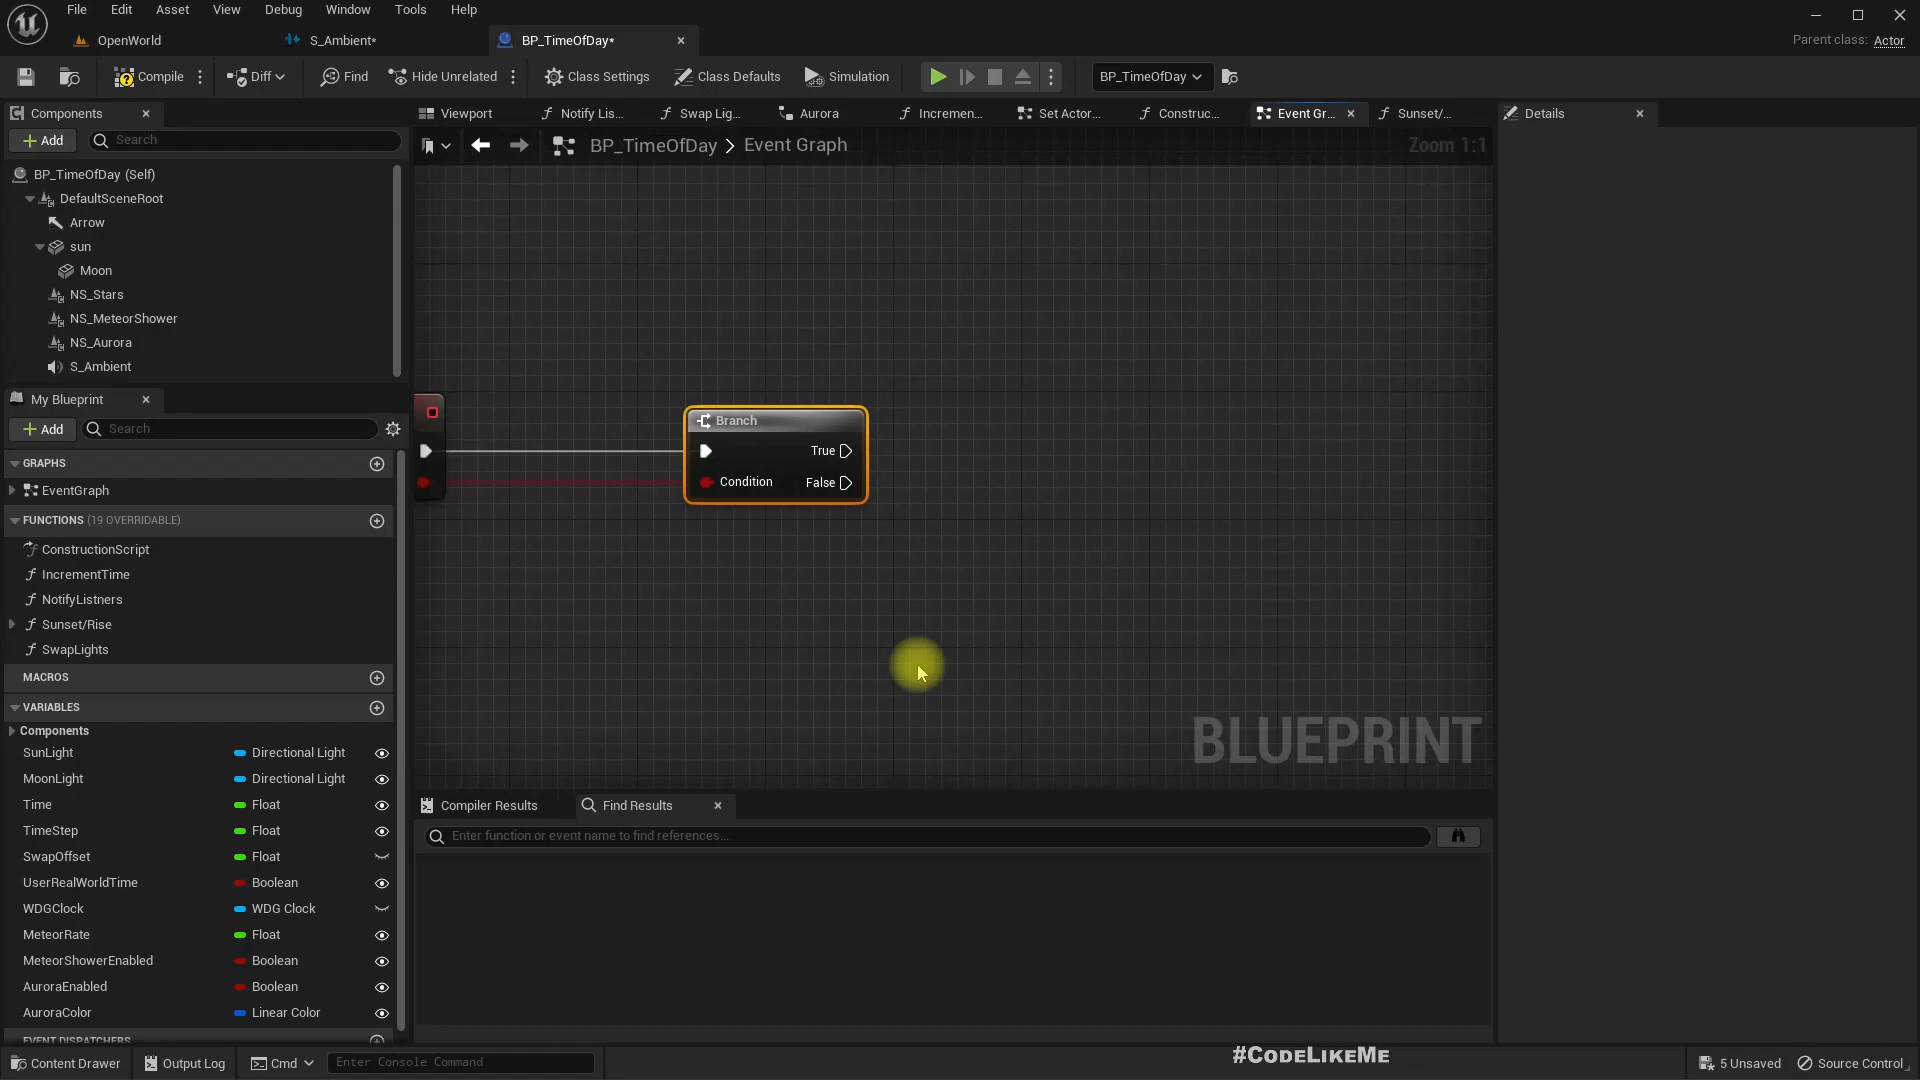 File Edit Asset View Debug Window Tools Help
OpenWorld S_Ambient* BP_TimeOfDay*
Parent class: Actor
Compile Diff Find Hide Unrelated Class Settings Class Defaults Simulation BP_TimeOfDay
Components
Viewport Notify Lis... Swap Lig... Aurora Incremen... Set Actor... Construc... Event Gr... Sunset/...
Details
Add Search
BP_TimeOfDay > Event Graph
Zoom 1:1
BP_TimeOfDay (Self)
DefaultSceneRoot
Arrow
sun
Moon
NS_Stars
NS_MeteorShower
NS_Aurora
S_Ambient
My Blueprint
Add Search
GRAPHS
EventGraph
FUNCTIONS (19 OVERRIDABLE)
ConstructionScript
IncrementTime
NotifyListners
Sunset/Rise
SwapLights
MACROS
VARIABLES
Components
SunLight Directional Light
MoonLight Directional Light
Time Float
TimeStep Float
SwapOffset Float
UserRealWorldTime Boolean
WDGClock WDG Clock
MeteorRate Float
MeteorShowerEnabled Boolean
AuroraEnabled Boolean
AuroraColor Linear Color
EVENT DISPATCHERS
Branch
True
Condition False
BLUEPRINT
Compiler Results Find Results
Enter function or event name to find references...
Content Drawer Output Log Cmd Enter Console Command
#CODELIKEME
5 Unsaved Source Control